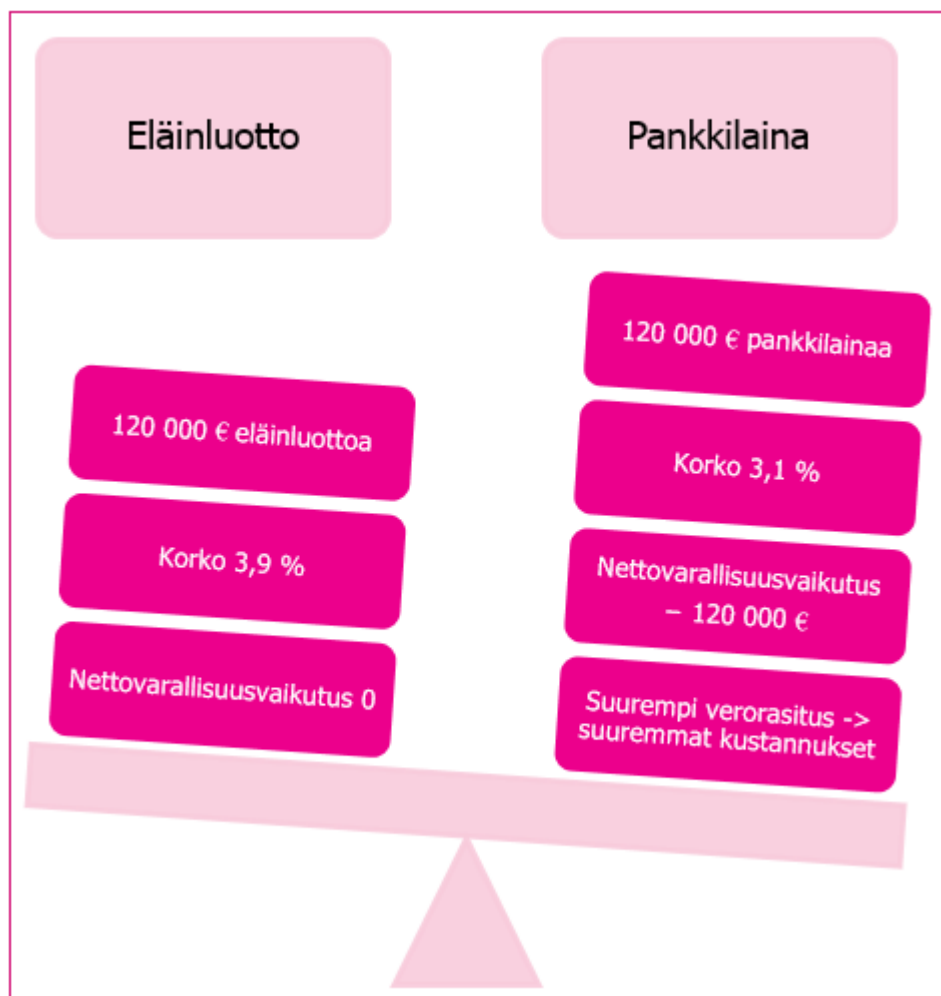 Eläinluotto
120 000 € eläinluottoa
Korko 3,9 %
Nettovarallisuusvaikutus 0
Pankkilaina
120 000 € pankkilainaa
Korko 3,1 %
Nettovarallisuusvaikutus
– 120 000 €
Suurempi verorasitus ->
suuremmat kustannukset